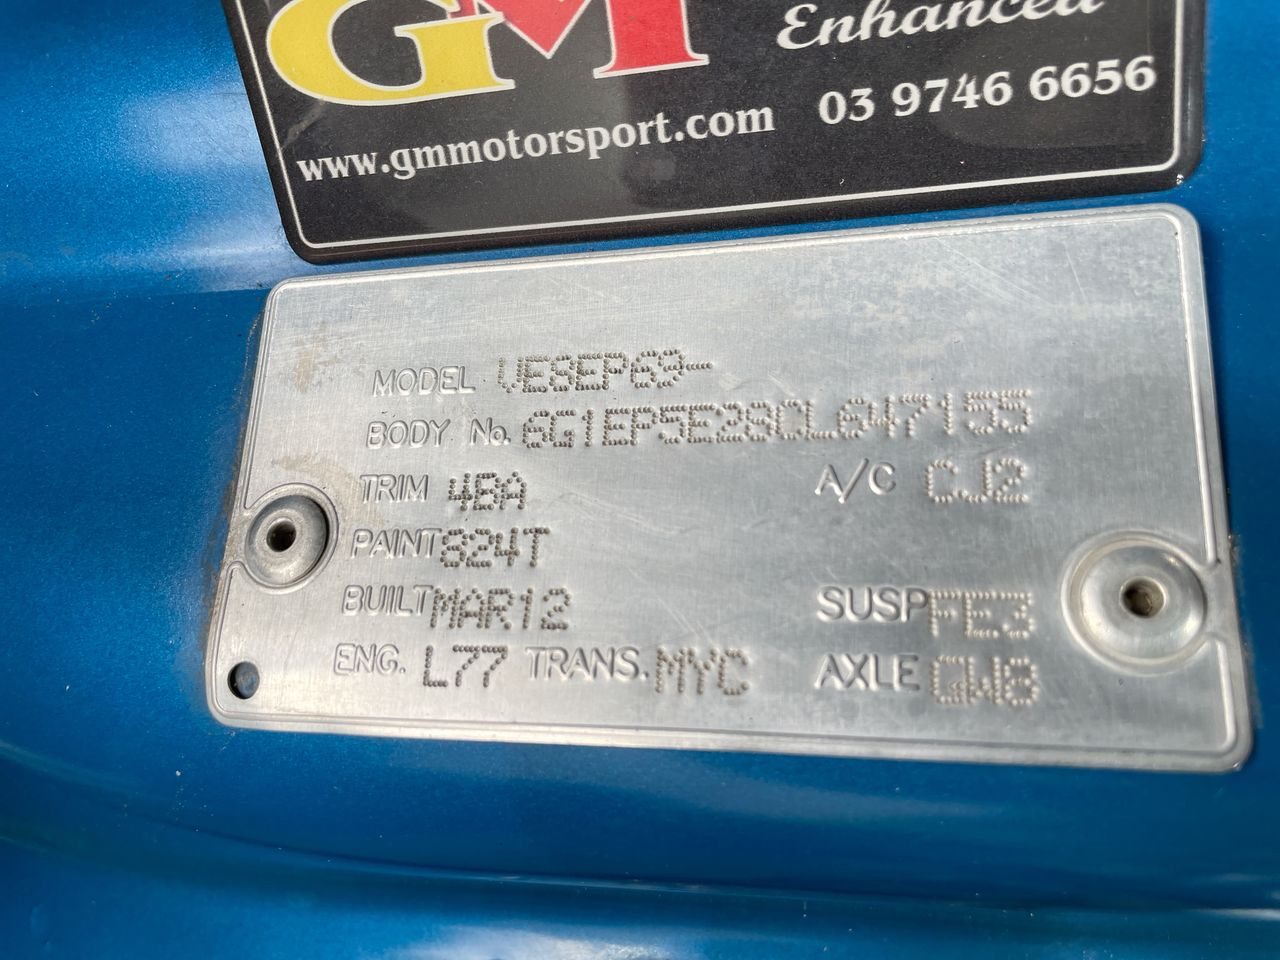 GM
Enhanced
www.gmmotorsport.com 03 9746 6656
MODEL VE8EP69-
BODY No. 6G1EP5E28CL647155
TRIM 48A A/C CJ2
PAINT 824T
BUILT MAR12 SUSP FE3
ENG. L77 TRANS. MYC AXLE GW8